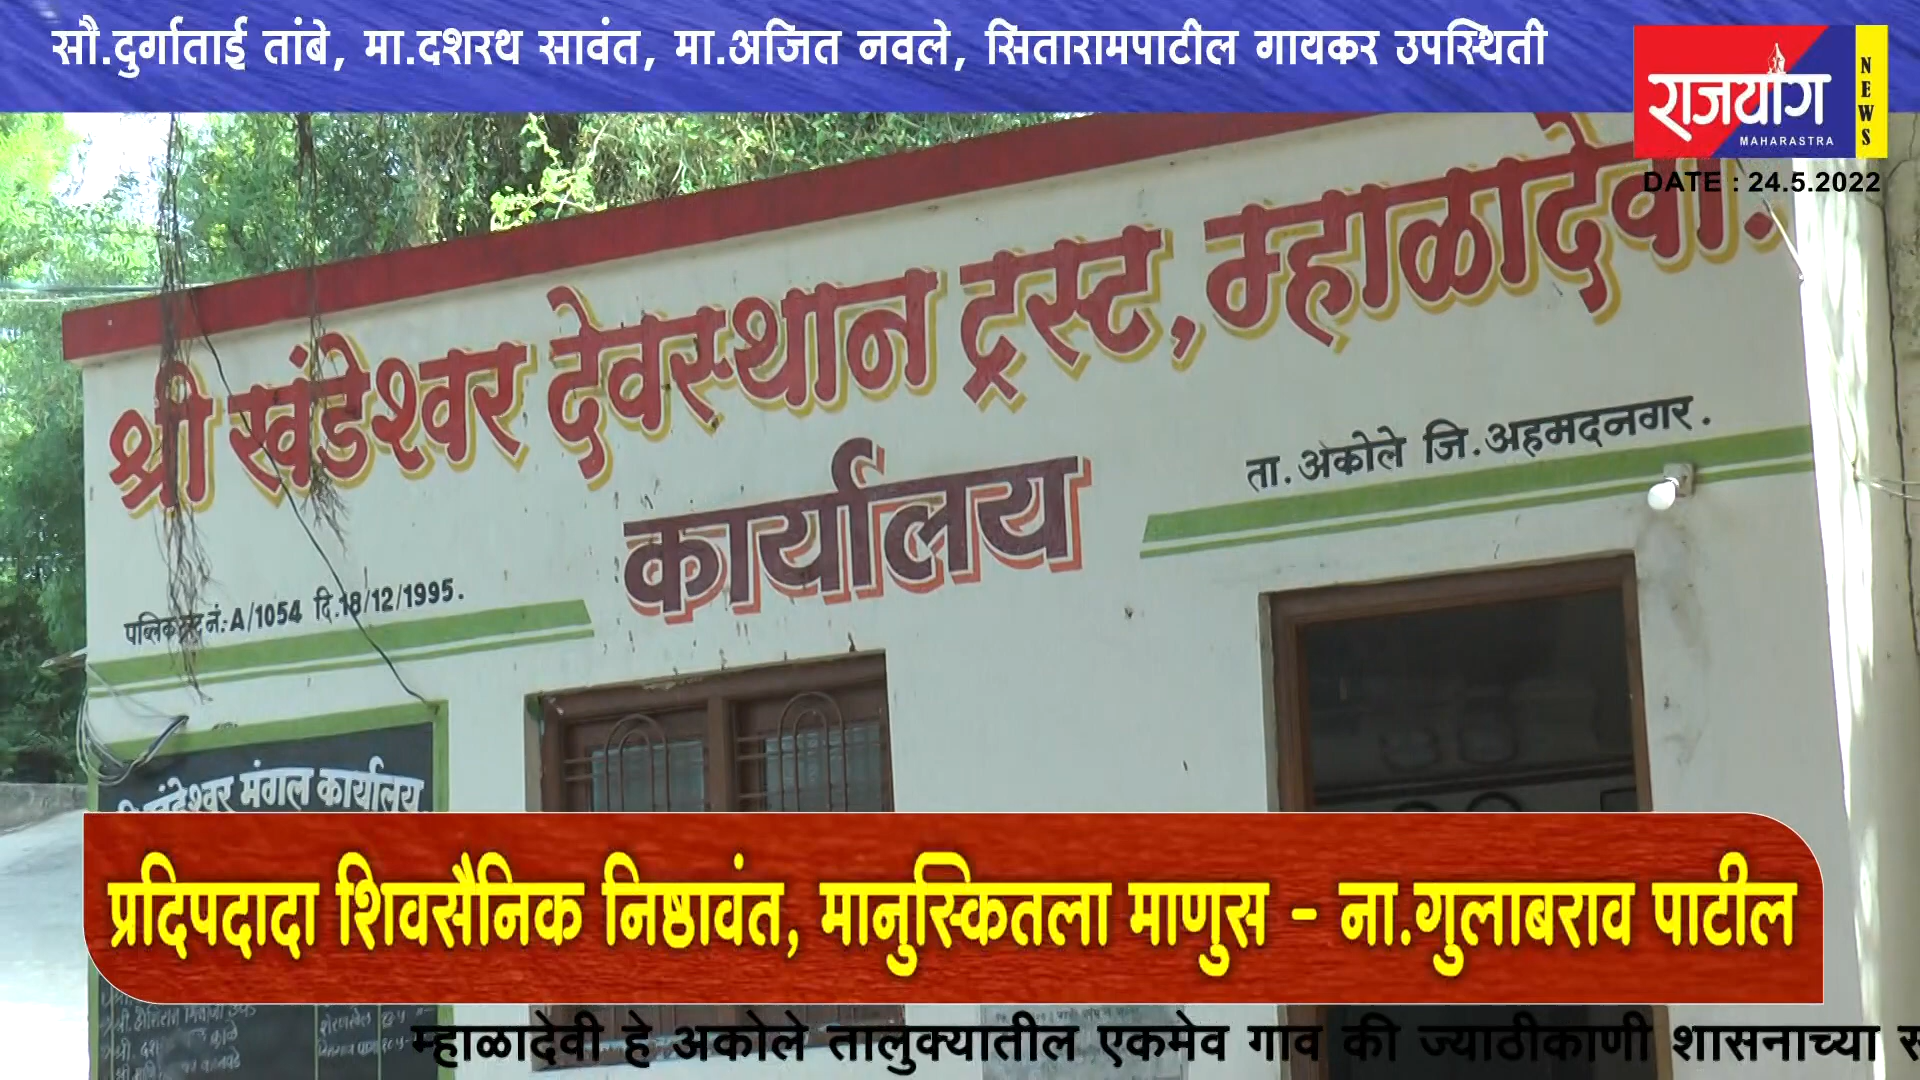 सौ.दुर्गाताई तांबे, मा.दशरथ सावंत, मा.अजित नवले, सितारामपाटील गायकर उपस्थिती
राजयोग
NEWS
MAHARASTRA
DATE : 24.5.2022
श्री खंडेश्वर देवस्थान ट्रस्ट, म्हाळादेवी.
ता. अकोले जि. अहमदनगर.
कार्यालय
पब्लिक ट्रस्ट नं.- A/1054 दि.18/12/1995.
खंडेश्वर मंगल कार्यालय
प्रदिपदादा शिवसैनिक निष्ठावंत, मानुस्कितला माणुस - ना.गुलाबराव पाटील
म्हाळादेवी हे अकोले तालुक्यातील एकमेव गाव की ज्याठीकाणी शासनाच्या